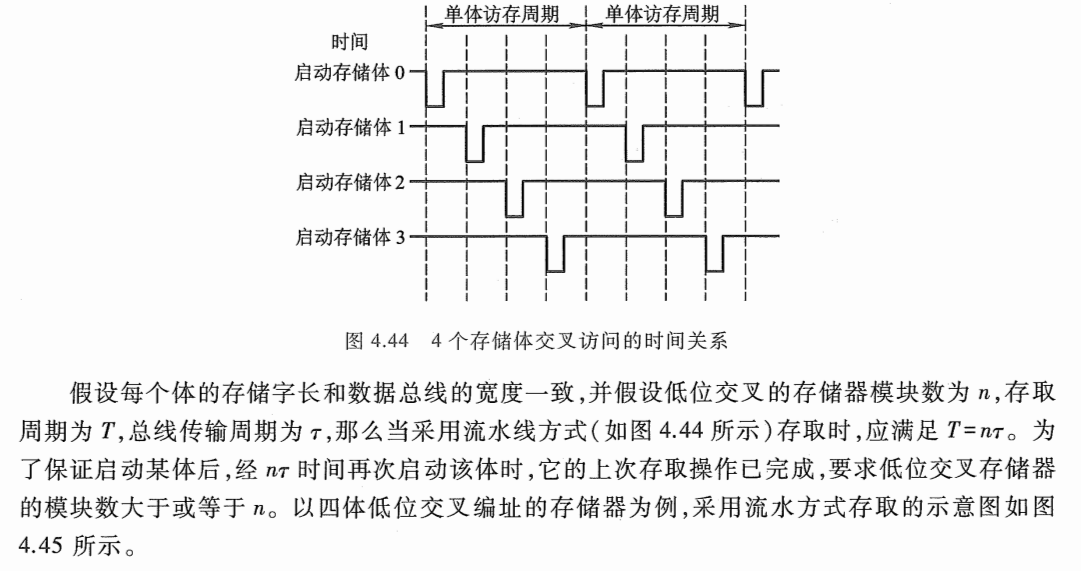 单体访存周期 单体访存周期
时间
启动存储体 0
启动存储体 1
启动存储体 2
启动存储体 3
图 4.44 4 个存储体交叉访问的时间关系
假设每个体的存储字长和数据总线的宽度一致,并假设低位交叉的存储器模块数为 n,存取
周期为 T,总线传输周期为 τ,那么当采用流水线方式(如图 4.44 所示)存取时,应满足 T=nτ。为
了保证启动某体后,经 nτ 时间再次启动该体时,它的上次存取操作已完成,要求低位交叉存储器
的模块数大于或等于 n。以四体低位交叉编址的存储器为例,采用流水方式存取的示意图如图
4.45 所示。